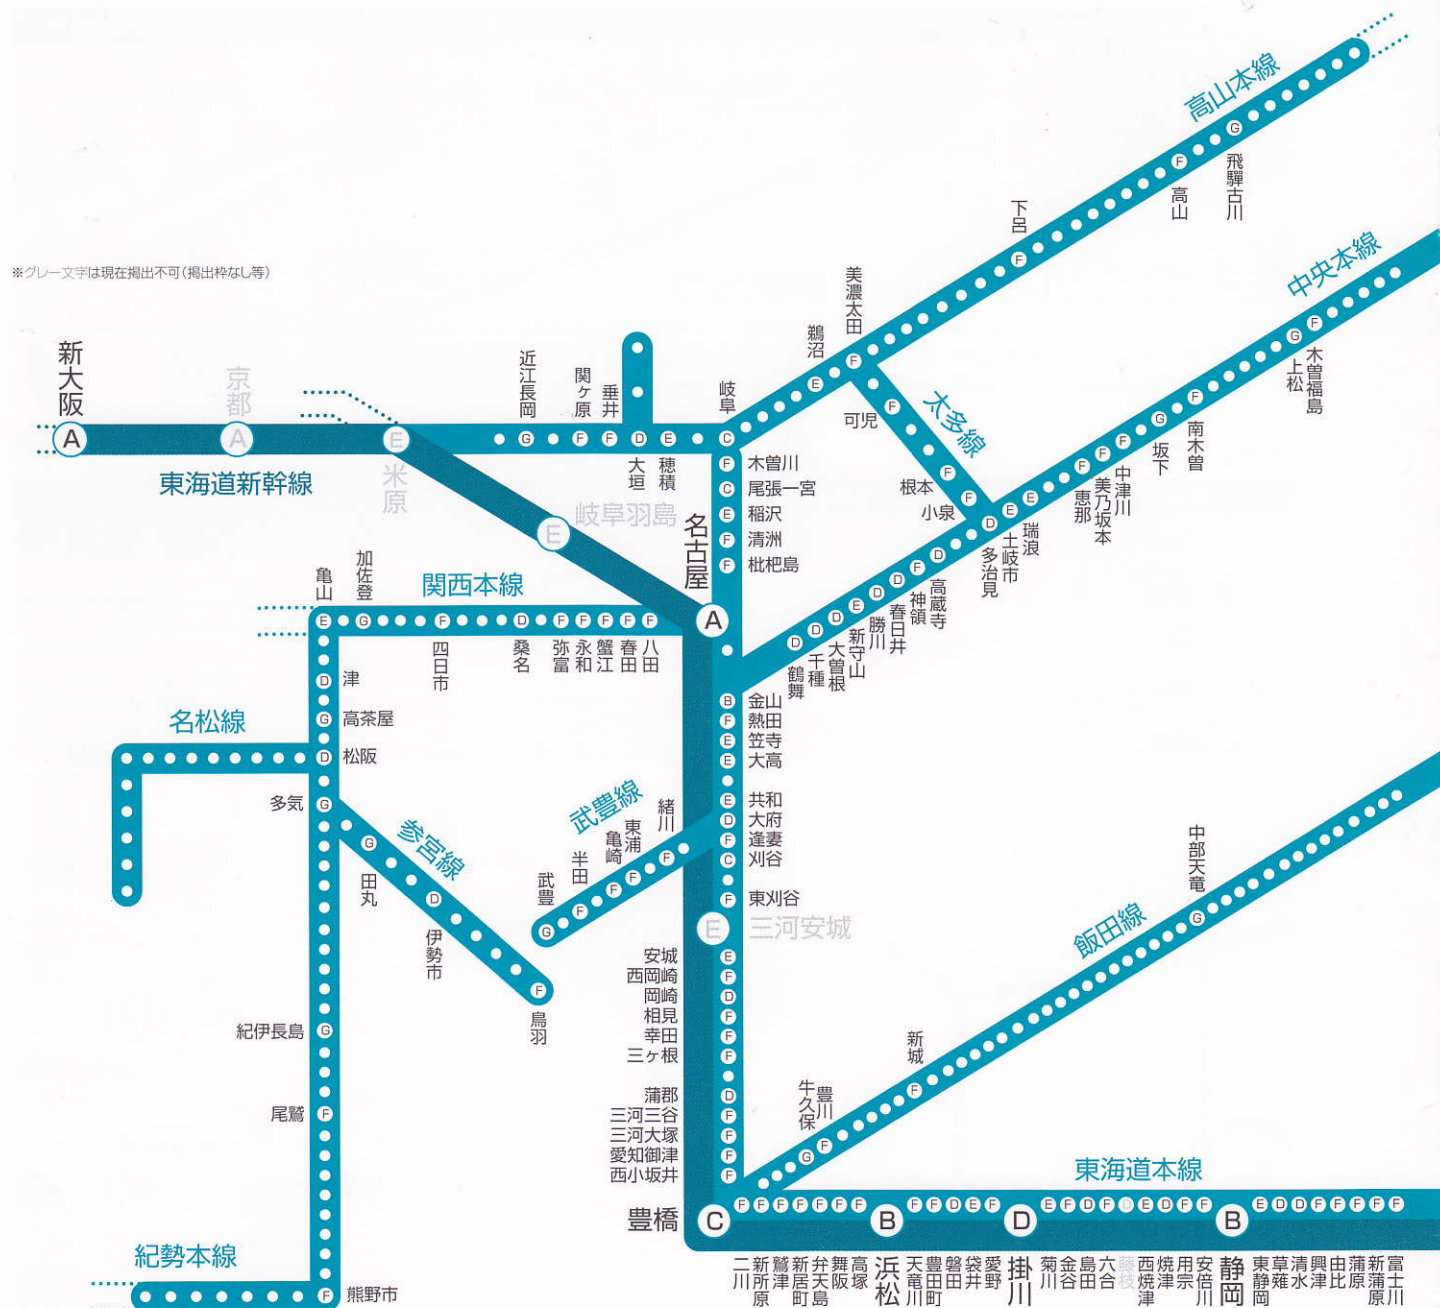 ※グレー文字は現在掲出不可(掲出枠なし等)
高山本線
飛驒古川
G
高山
F
下呂
F
美濃太田
F
鵜沼
E
岐阜
C
中央本線
木曽福島
F
上松
G
南木曽
F
坂下
G
中津川
F
美乃坂本
F
恵那
F
瑞浪
E
土岐市
E
多治見
D
高蔵寺
D
神領
F
春日井
D
勝川
D
新守山
E
大曽根
D
千種
D
鶴舞
D
太多線
可児
F
根本
F
小泉
F
新大阪
A
京都
A
米原
E
岐阜羽島
E
東海道新幹線
近江長岡
G
関ヶ原
F
垂井
F
大垣
D
穂積
E
木曽川
F
尾張一宮
C
稲沢
E
清洲
F
枇杷島
F
名古屋
A
関西本線
亀山
E
加佐登
G
四日市
F
桑名
D
弥富
F
永和
F
蟹江
F
春田
F
八田
F
津
D
高茶屋
G
松阪
D
名松線
多気
G
参宮線
田丸
G
伊勢市
D
鳥羽
F
紀伊長島
G
尾鷲
F
熊野市
F
紀勢本線
金山
B
熱田
F
笠寺
E
大高
E
共和
E
大府
D
逢妻
F
刈谷
C
東刈谷
F
三河安城
E
武豊線
緒川
F
東浦
F
亀崎
F
半田
F
武豊
G
安城
E
西岡崎
F
岡崎
D
相見
F
幸田
F
三ヶ根
F
蒲郡
D
三河三谷
F
三河大塚
F
愛知御津
F
西小坂井
F
豊橋
C
飯田線
中部天竜
G
新城
F
豊川
F
牛久保
G
東海道本線
二川
F
新所原
F
鷲津
F
新居町
F
弁天島
F
舞阪
F
高塚
F
浜松
B
天竜川
F
豊田町
F
磐田
D
袋井
E
愛野
F
掛川
D
菊川
E
金谷
F
島田
D
六合
F
藤枝
D
西焼津
E
焼津
D
用宗
F
安倍川
F
静岡
B
東静岡
E
草薙
D
清水
D
興津
F
由比
F
蒲原
F
新蒲原
F
富士川
F